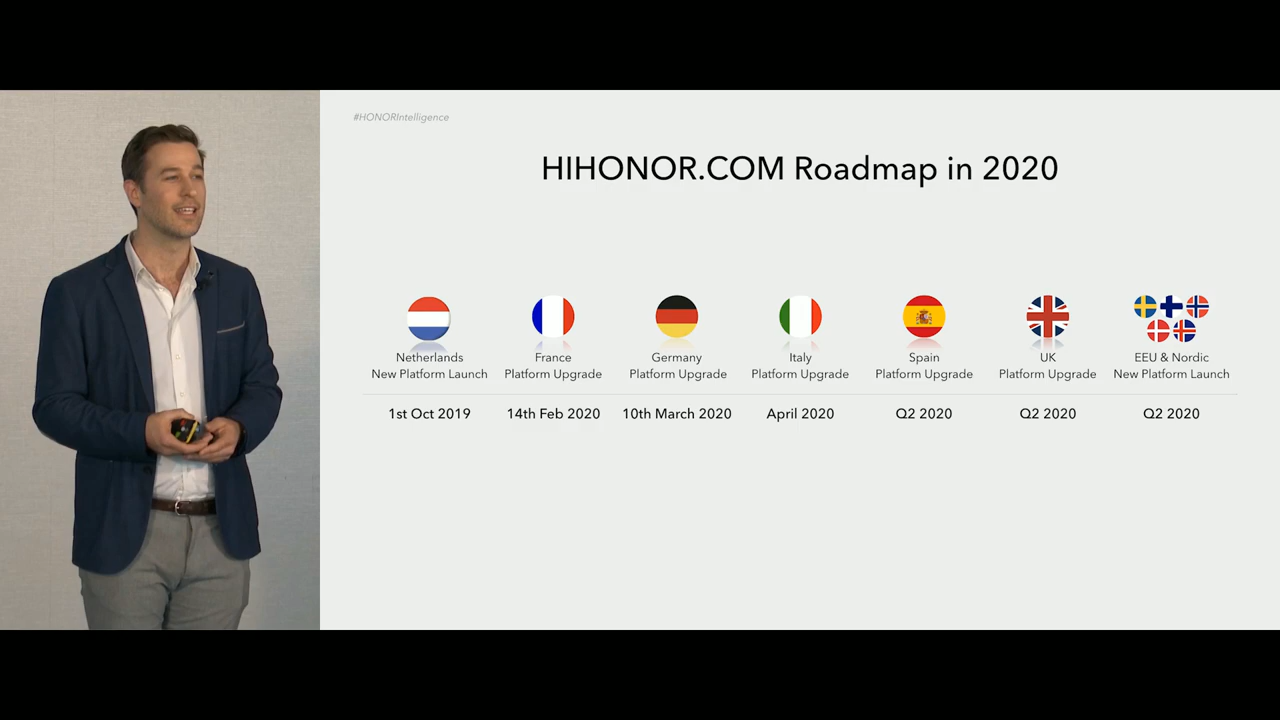 #HONORIntelligence
HIHONOR.COM Roadmap in 2020
Netherlands
New Platform Launch
1st Oct 2019
France
Platform Upgrade
14th Feb 2020
Germany
Platform Upgrade
10th March 2020
Italy
Platform Upgrade
April 2020
Spain
Platform Upgrade
Q2 2020
UK
Platform Upgrade
Q2 2020
EEU & Nordic
New Platform Launch
Q2 2020